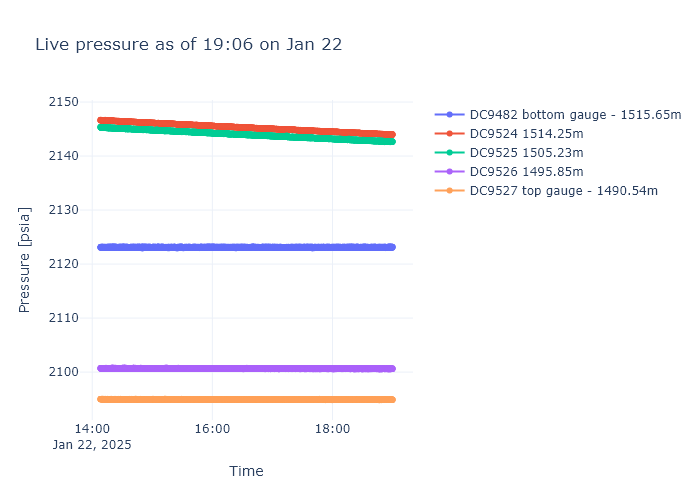 Live pressure as of 19:06 on Jan 22
Pressure [psia]
2150
2140
2130
2120
2110
2100
14:00
Jan 22, 2025
16:00
18:00
Time
DC9482 bottom gauge - 1515.65m
DC9524 1514.25m
DC9525 1505.23m
DC9526 1495.85m
DC9527 top gauge - 1490.54m